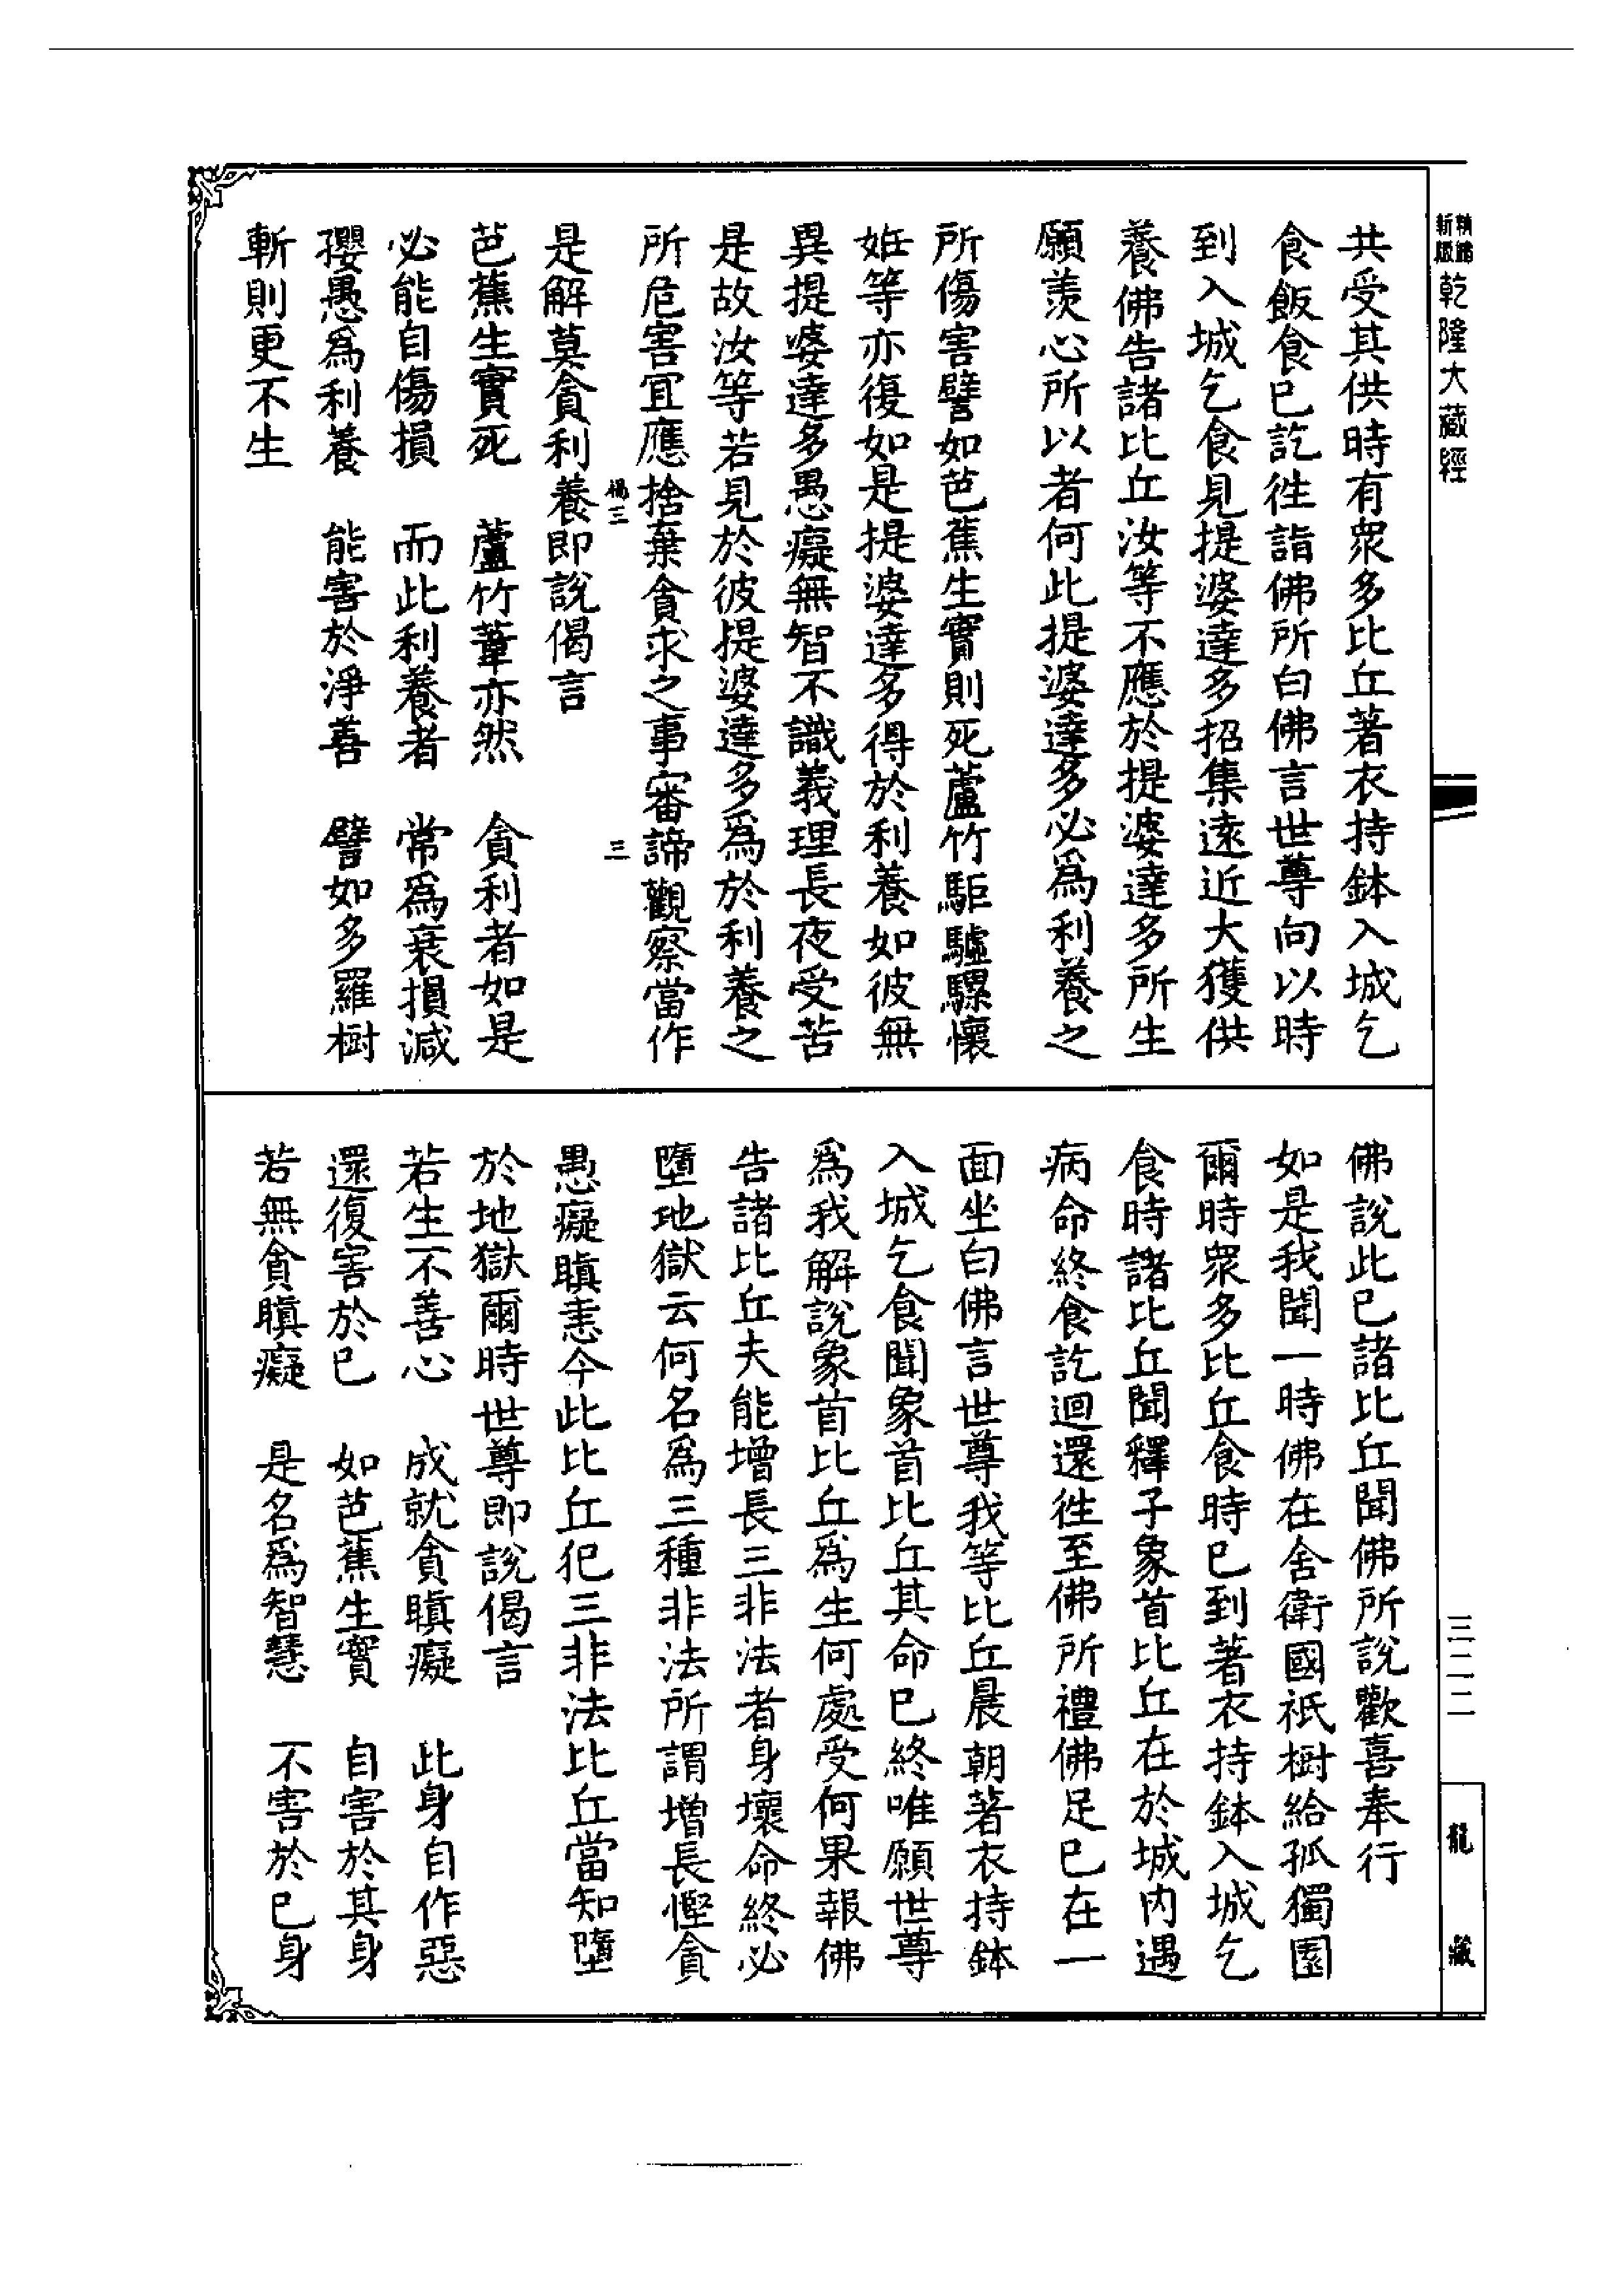 新編
縮版
乾隆大藏經
共受其供時有衆多比丘著衣持鉢入城乞
食飯食已訖往詣佛所白佛言世尊向以時
到入城乞食見提婆達多招集遠近大獲供
養佛告諸比丘汝等不應於提婆達多所生
願羨心所以者何此提婆達多必爲利養之
所傷害譬如芭蕉生實則死蘆竹駏驉騾懷
妊等亦復如是提婆達多得於利養如彼無
異提婆達多愚癡無智不識義理長夜受苦
是故汝等若見於彼提婆達多爲於利養之
所危害宜應捨棄貪求之事審諦觀察當作
三
是解莫貪利養即說偈言
芭蕉生實死　蘆竹葦亦然　貪利者如是
必能自傷損　而此利養者　常爲衰損減
孾愚爲利養　能害於淨善　譬如多羅樹
斬則更不生
佛說此已諸比丘聞佛所說歡喜奉行
如是我聞一時佛在舍衛國祇樹給孤獨園
爾時衆多比丘食時已到著衣持鉢入城乞
食時諸比丘聞釋子象首比丘在於城內遇
病命終食訖迴還往至佛所禮佛足已在一
面坐白佛言世尊我等比丘晨朝著衣持鉢
入城乞食聞象首比丘其命已終唯願世尊
爲我解說象首比丘爲生何處受何果報佛
告諸比丘夫能增長三非法者身壞命終必
墮地獄云何名爲三種非法所謂增長慳貪
愚癡瞋恚今此比丘犯三非法比丘當知墮
於地獄爾時世尊即說偈言
若生不善心　成就貪瞋癡　此身自作惡
還復害於已　如芭蕉生實　自害於其身
若無貪瞋癡　是名爲智慧　不害於已身
三二二
龍藏